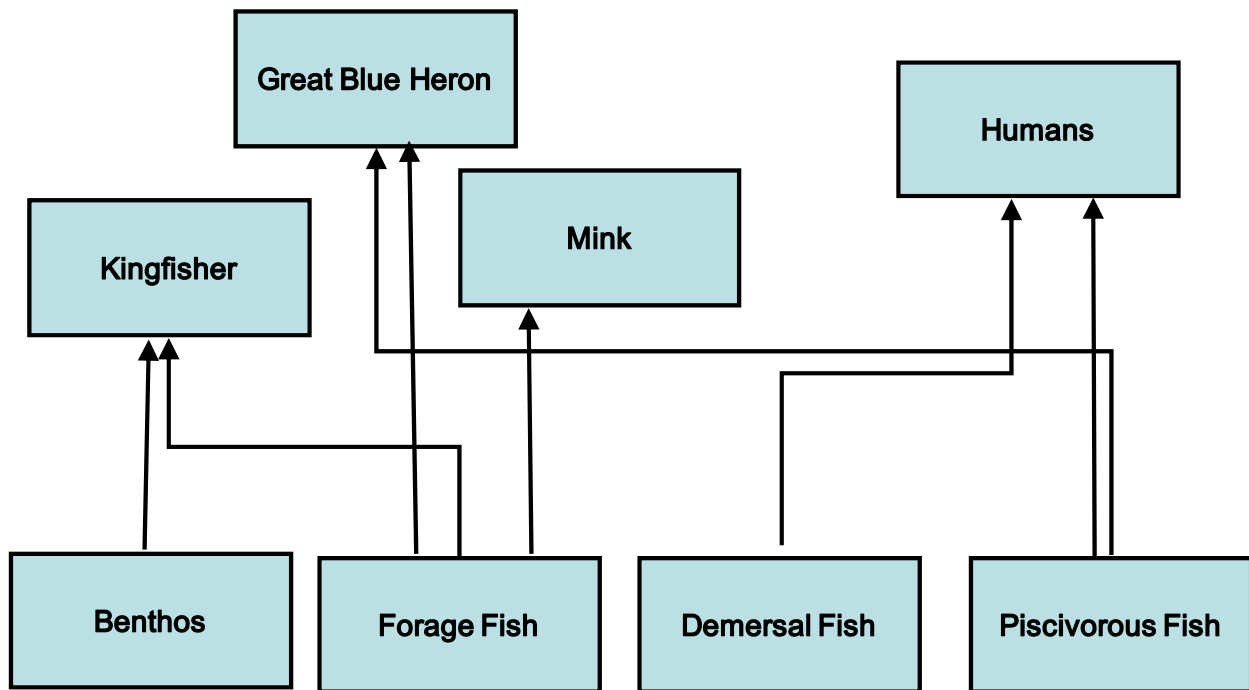 Great Blue Heron
Humans
Mink
Kingfisher
Benthos
Forage Fish
Demersal Fish
Piscivorous Fish